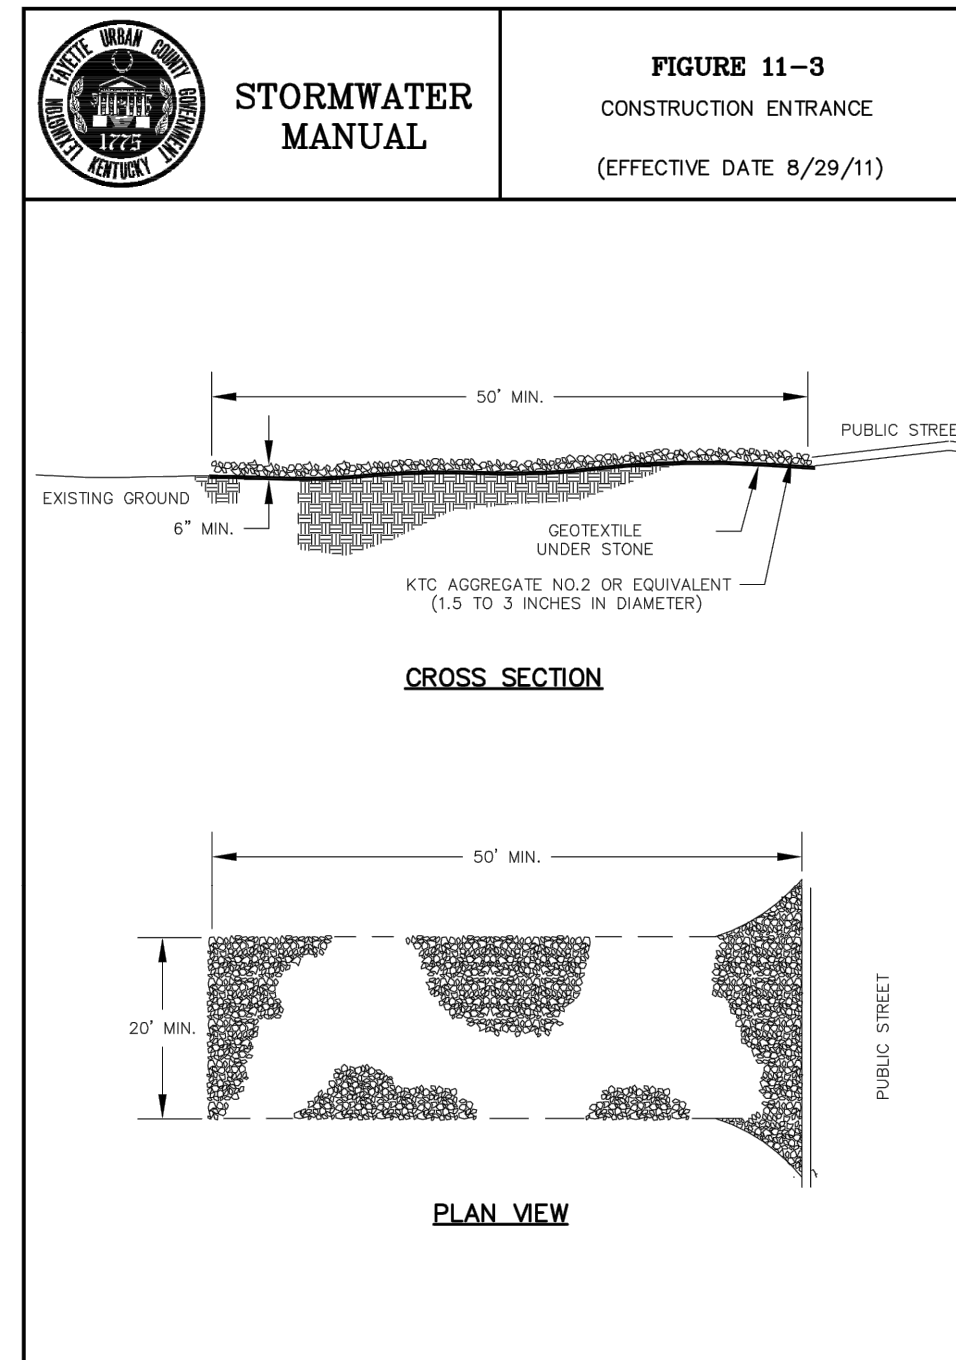 LEXINGTON FAYETTE URBAN COUNTY GOVERNMENT
1775
KENTUCKY
STORMWATER
MANUAL
FIGURE 11-3
CONSTRUCTION ENTRANCE
(EFFECTIVE DATE 8/29/11)
50' MIN.
PUBLIC STREE
EXISTING GROUND
6" MIN.
GEOTEXTILE
UNDER STONE
KTC AGGREGATE NO.2 OR EQUIVALENT
(1.5 TO 3 INCHES IN DIAMETER)
CROSS SECTION
50' MIN.
20' MIN.
PUBLIC STREET
PLAN VIEW